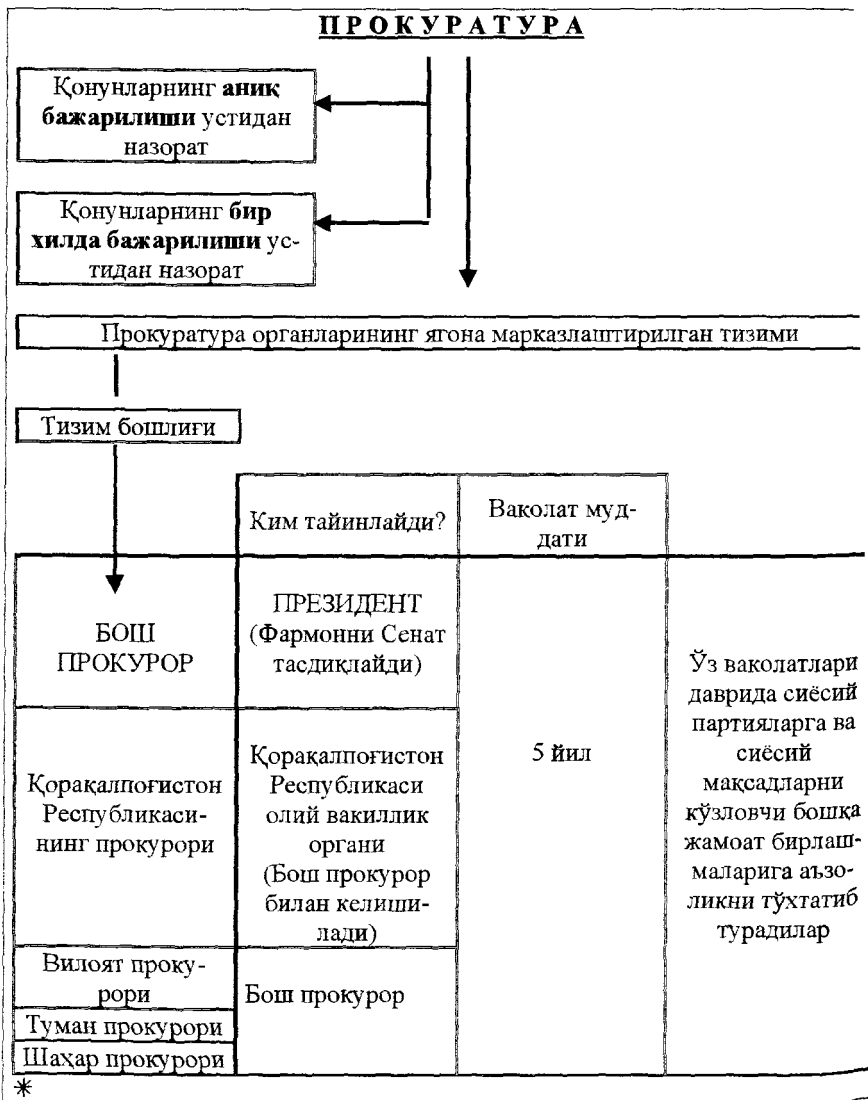 ПРОКУРАТУРА
Қонунларнинг аниқ
бажарилиши устидан
назорат
Қонунларнинг бир
хилда бажарилиши ус-
тидан назорат
Прокуратура органларининг ягона марказлаштирилган тизими
Тизим бошлиғи
Ким тайинлайди?
Ваколат муд-
дати
БОШ
ПРОКУРОР
ПРЕЗИДЕНТ
(Фармонни Сенат
тасдиқлайди)
5 йил
Ўз ваколатлари
даврида сиёсий
партияларга ва
сиёсий
мақсадларни
кўзловчи бошқа
жамоат бирлаш-
маларига аъзо-
ликни тўхтатиб
турадилар
Қорақалпоғистон
Республикаси-
нинг прокурори
Қорақалпоғистон
Республикаси
олий вакиллик
органи
(Бош прокурор
билан келиши-
лади)
Вилоят проку-
рори
Бош прокурор
Туман прокурори
Шаҳар прокурори
*